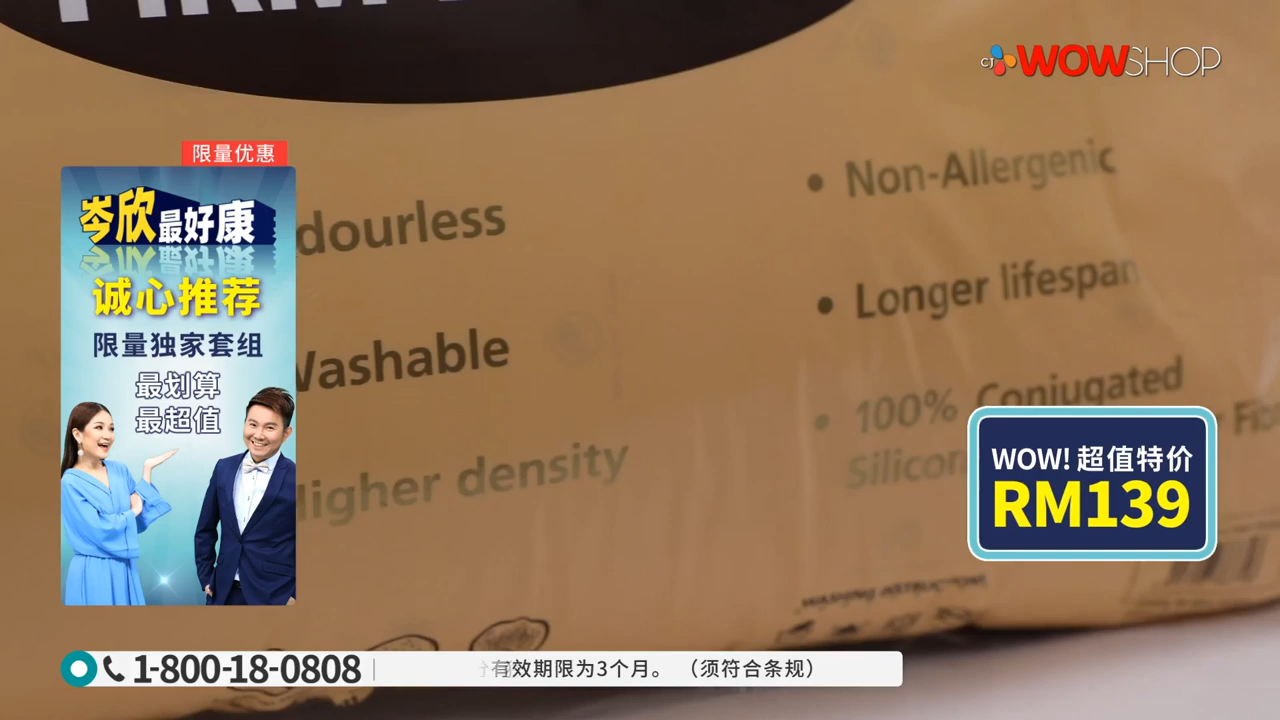 CJ WOWSHOP
限量优惠
岑欣最好康
诚心推荐
限量独家套组
最划算
最超值
dourless
Washable
Higher density
• Non-Allergenic
• Longer lifespan
• 100% Conjugated
WOW! 超值特价
RM139
WASHING INSTRUCTIONS
1-800-18-0808
有效期限为3个月。 （须符合条规）